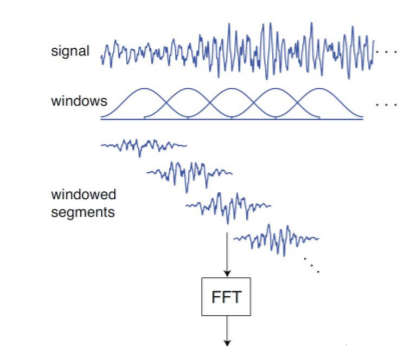 signal
. . .
windows
. . .
windowed
segments
. . .
FFT